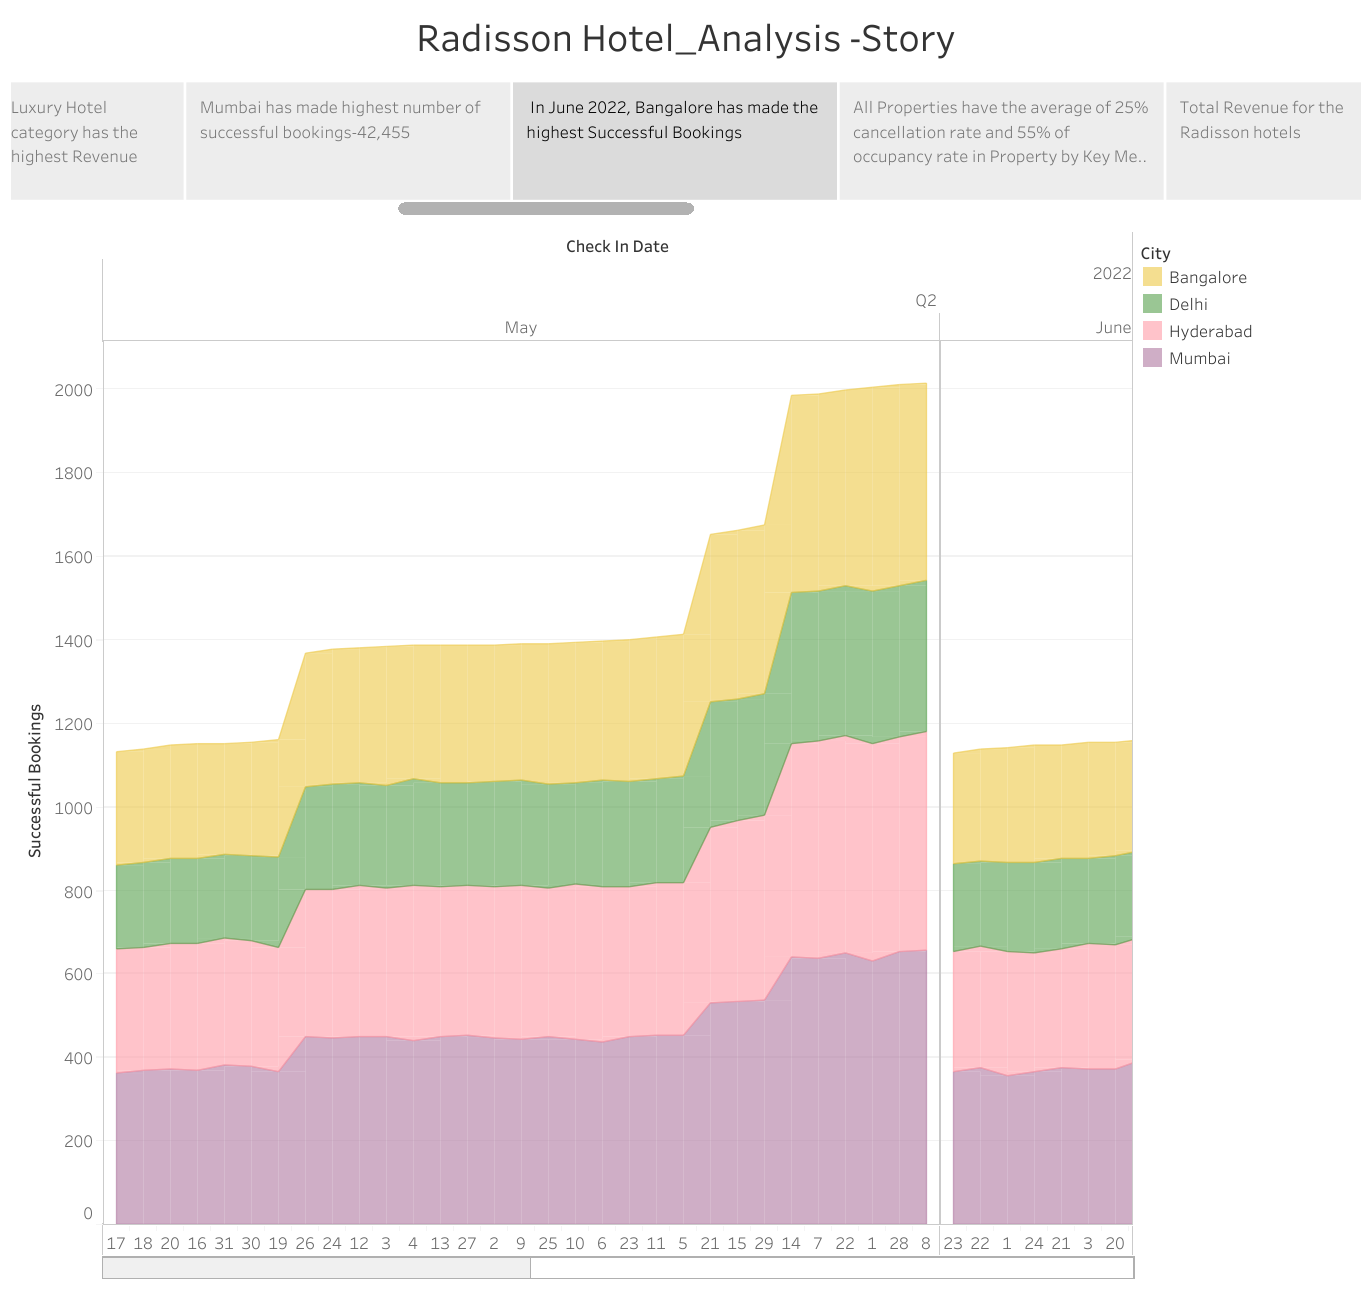 Radisson Hotel_Analysis -Story
Luxury Hotel
category has the
highest Revenue
Mumbai has made highest number of
successful bookings-42,455
In June 2022, Bangalore has made the
highest Successful Bookings
All Properties have the average of 25%
cancellation rate and 55% of
occupancy rate in Property by Key Me..
Total Revenue for the
Radisson hotels
Check In Date
2022
Q2
May
June
City
Bangalore
Delhi
Hyderabad
Mumbai
Successful Bookings
2000
1800
1600
1400
1200
1000
800
600
400
200
0
17 18 20 16 31 30 19 26 24 12 3 4 13 27 2 9 25 10 6 23 11 5 21 15 29 14 7 22 1 28 8 23 22 1 24 21 3 20